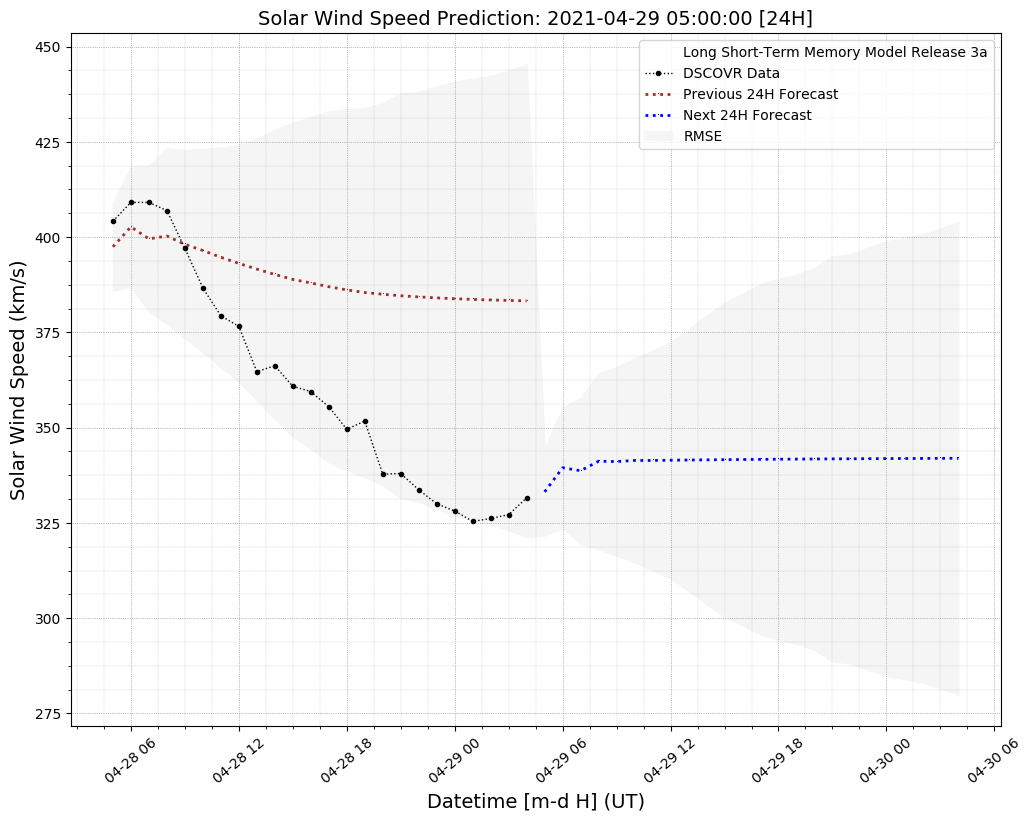 Solar Wind Speed Prediction: 2021-04-29 05:00:00 [24H]
Long Short-Term Memory Model Release 3a
DSCOVR Data
Previous 24H Forecast
Next 24H Forecast
RMSE
Solar Wind Speed (km/s)
450
425
400
375
350
325
300
275
04-28 06
04-28 12
04-28 18
04-29 00
04-29 06
04-29 12
04-29 18
04-30 00
04-30 06
Datetime [m-d H] (UT)